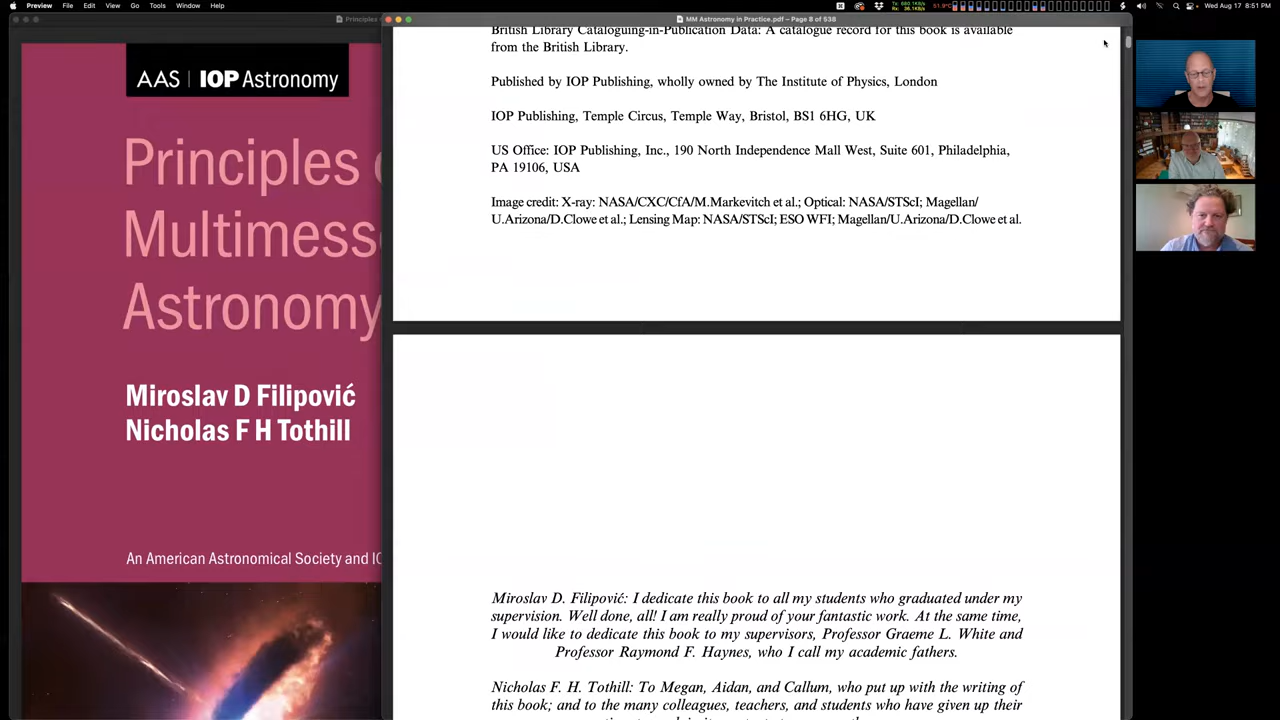 Preview File Edit View Go Tools Window Help
51.9°C
Wed Aug 17 8:51 PM
Principles
MM Astronomy in Practice.pdf – Page 8 of 538
AAS | IOP Astronomy
Principles
Multimess
Astronomy
Miroslav D Filipović
Nicholas F H Tothill
An American Astronomical Society and
British Library Cataloguing-in-Publication Data: A catalogue record for this book is available
from the British Library.
Published by IOP Publishing, wholly owned by The Institute of Physics, London
IOP Publishing, Temple Circus, Temple Way, Bristol, BS1 6HG, UK
US Office: IOP Publishing, Inc., 190 North Independence Mall West, Suite 601, Philadelphia,
PA 19106, USA
Image credit: X-ray: NASA/CXC/CfA/M.Markevitch et al.; Optical: NASA/STScI; Magellan/
U.Arizona/D.Clowe et al.; Lensing Map: NASA/STScI; ESO WFI; Magellan/U.Arizona/D.Clowe et al.
Miroslav D. Filipović: I dedicate this book to all my students who graduated under my
supervision. Well done, all! I am really proud of your fantastic work. At the same time,
I would like to dedicate this book to my supervisors, Professor Graeme L. White and
Professor Raymond F. Haynes, who I call my academic fathers.
Nicholas F. H. Tothill: To Megan, Aidan, and Callum, who put up with the writing of
this book; and to the many colleagues, teachers, and students who have given up their